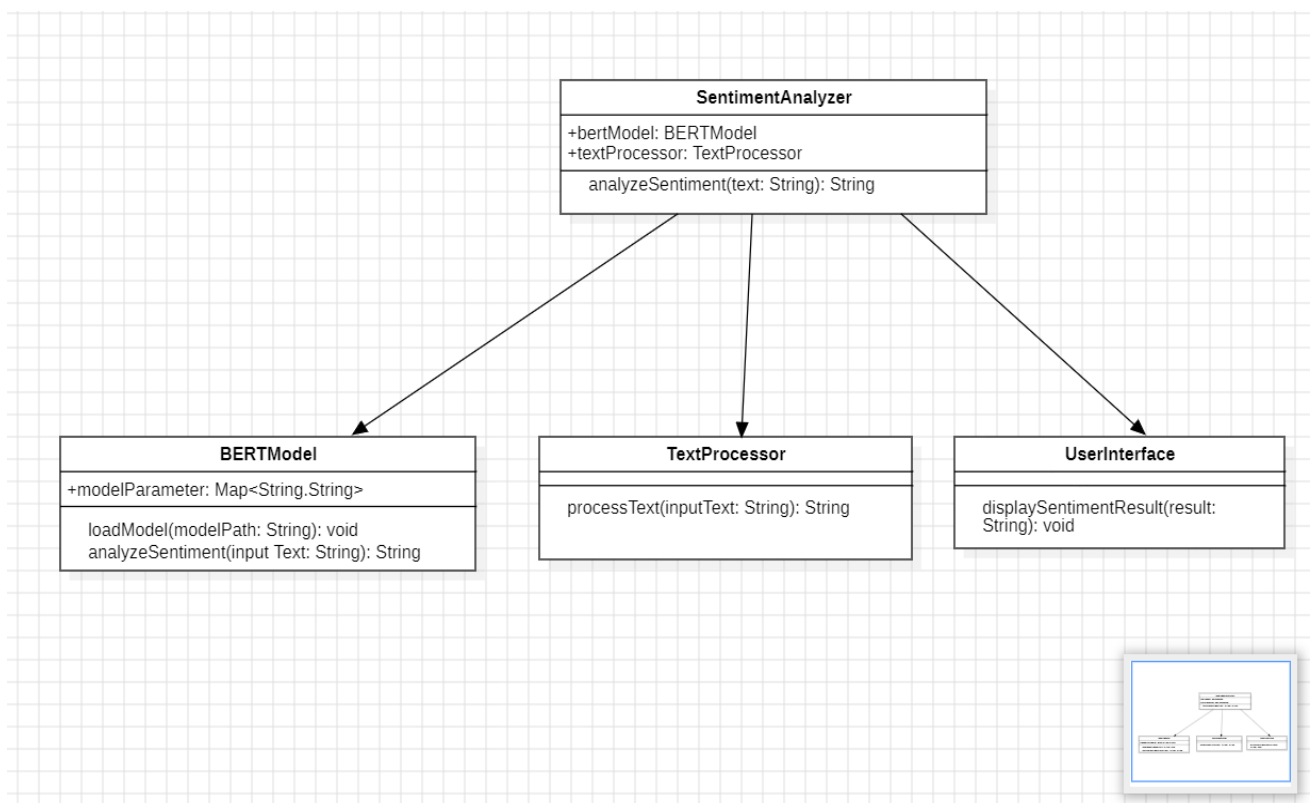 SentimentAnalyzer
+bertModel: BERTModel
+textProcessor: TextProcessor
analyzeSentiment(text: String): String
BERTModel
+modelParameter: Map<String.String>
loadModel(modelPath: String): void
analyzeSentiment(input Text: String): String
TextProcessor
processText(inputText: String): String
UserInterface
displaySentimentResult(result:
String): void